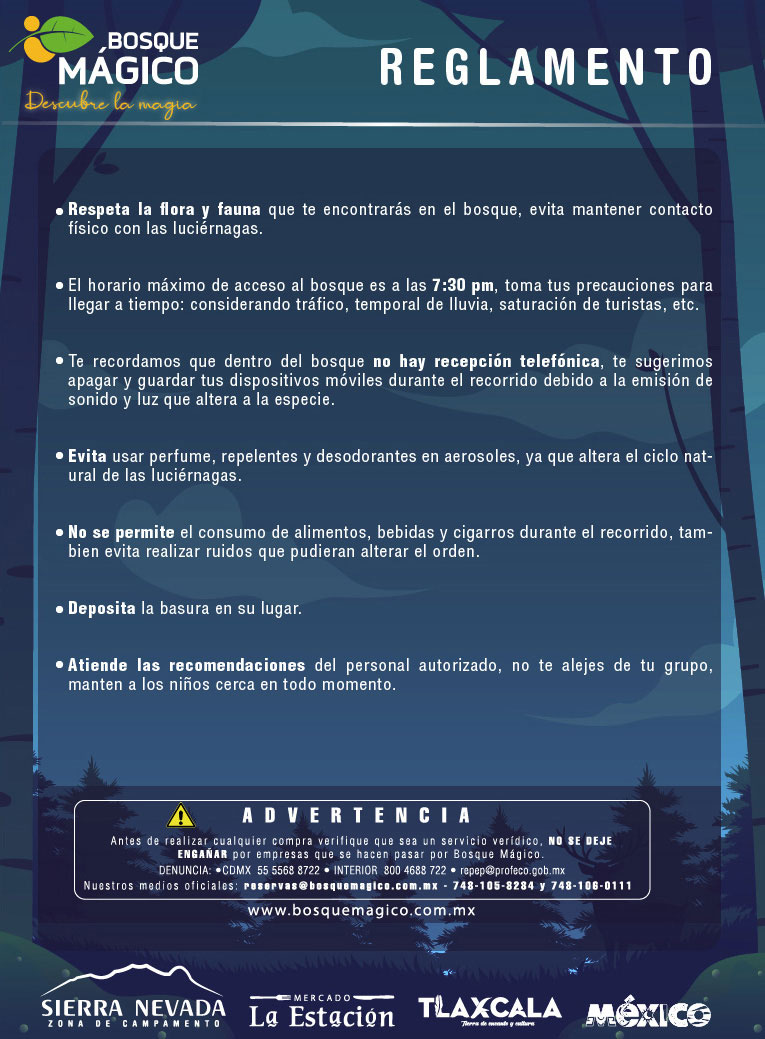 BOSQUE
MÁGICO
Descubre la magia
REGLAMENTO
• Respeta la flora y fauna que te encontrarás en el bosque, evita mantener contacto
físico con las luciérnagas.
• El horario máximo de acceso al bosque es a las 7:30 pm, toma tus precauciones para
llegar a tiempo: considerando tráfico, temporal de lluvia, saturación de turistas, etc.
• Te recordamos que dentro del bosque no hay recepción telefónica, te sugerimos
apagar y guardar tus dispositivos móviles durante el recorrido debido a la emisión de
sonido y luz que altera a la especie.
• Evita usar perfume, repelentes y desodorantes en aerosoles, ya que altera el ciclo nat-
ural de las luciérnagas.
• No se permite el consumo de alimentos, bebidas y cigarros durante el recorrido, tam-
bien evita realizar ruidos que pudieran alterar el orden.
• Deposita la basura en su lugar.
• Atiende las recomendaciones del personal autorizado, no te alejes de tu grupo,
manten a los niños cerca en todo momento.
ADVERTENCIA
Antes de realizar cualquier compra verifique que sea un servicio verídico, NO SE DEJE
ENGAÑAR por empresas que se hacen pasar por Bosque Mágico.
DENUNCIA: •CDMX 55 5568 8722 • INTERIOR 800 4688 722 • repep@profeco.gob.mx
Nuestros medios oficiales: reservas@bosquemagico.com.mx - 748-105-8284 y 748-106-0111
www.bosquemagico.com.mx
SIERRA NEVADA
ZONA DE CAMPAMENTO
MERCADO
La Estación
TLAXCALA
Tierra de encanto y cultura
MÉXICO